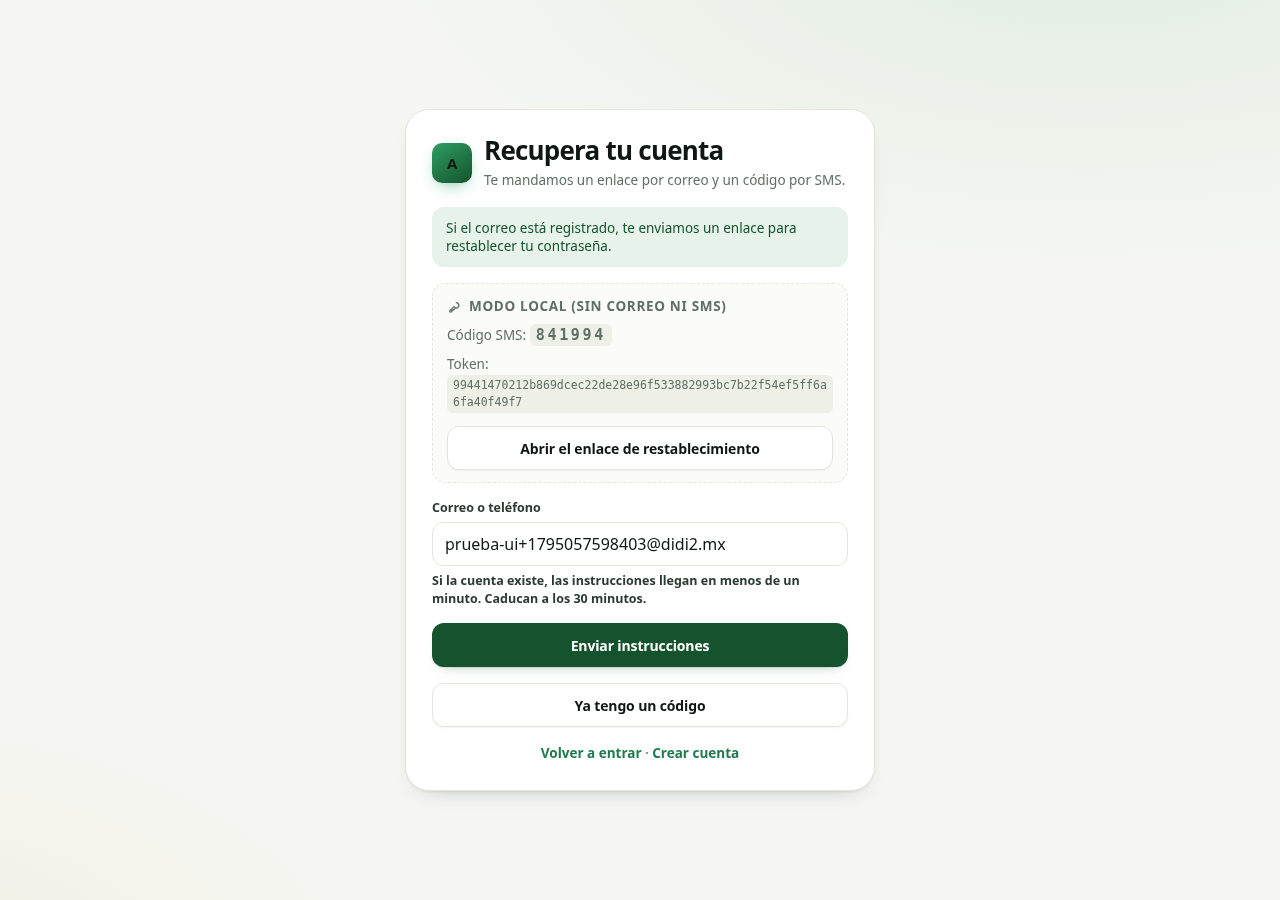 A
Recupera tu cuenta
Te mandamos un enlace por correo y un código por SMS.
Si el correo está registrado, te enviamos un enlace para
restablecer tu contraseña.
MODO LOCAL (SIN CORREO NI SMS)
Código SMS: 841994
Token:
99441470212b869dcec22de28e96f533882993bc7b22f54ef5ff6a
6fa40f49f7
Abrir el enlace de restablecimiento
Correo o teléfono
prueba-ui+1795057598403@didi2.mx
Si la cuenta existe, las instrucciones llegan en menos de un
minuto. Caducan a los 30 minutos.
Enviar instrucciones
Ya tengo un código
Volver a entrar · Crear cuenta